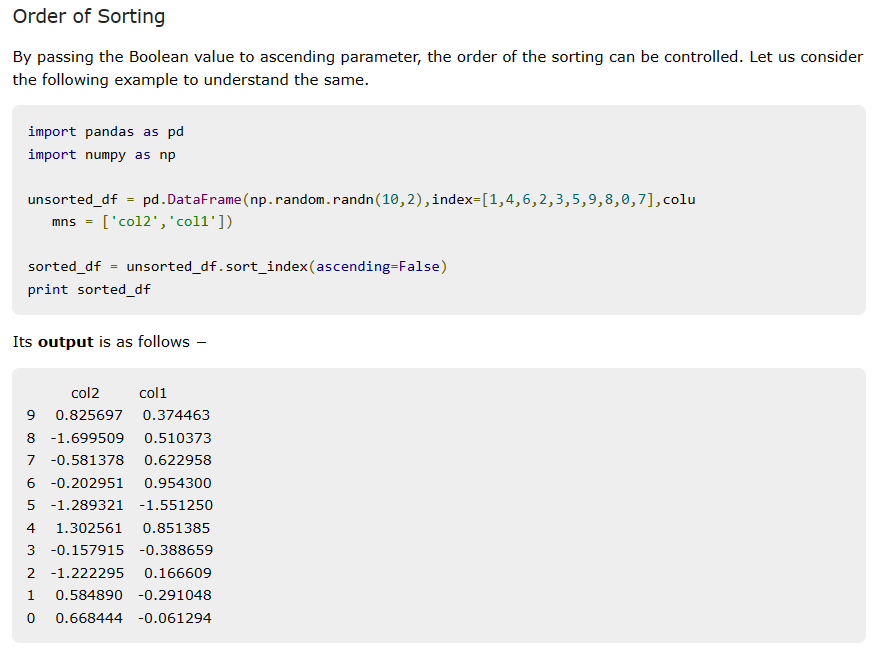 Order of Sorting
By passing the Boolean value to ascending parameter, the order of the sorting can be controlled. Let us consider
the following example to understand the same.
import pandas as pd
import numpy as np
unsorted_df = pd.DataFrame(np.random.randn(10,2),index=[1,4,6,2,3,5,9,8,0,7],colu
mns = ['col2','col1'])
sorted_df = unsorted_df.sort_index(ascending=False)
print sorted_df
Its output is as follows −
col2 col1
9 0.825697 0.374463
8 -1.699509 0.510373
7 -0.581378 0.622958
6 -0.202951 0.954300
5 -1.289321 -1.551250
4 1.302561 0.851385
3 -0.157915 -0.388659
2 -1.222295 0.166609
1 0.584890 -0.291048
0 0.668444 -0.061294